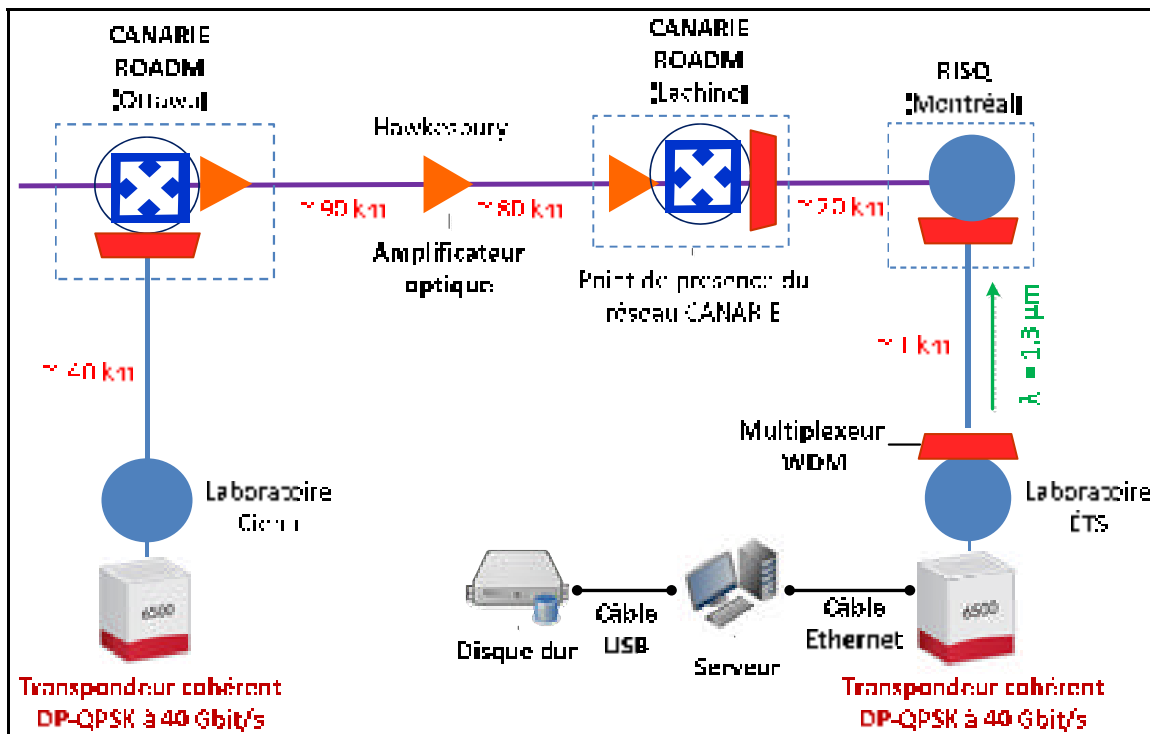 CANARIE
ROADM
(Ottawa)
CANARIE
ROADM
(Lachine)
RISQ
(Montréal)
Hawkesbury
~ 90 km
~ 80 km
~ 20 km
Amplificateur
optique
Point de présence du
réseau CANARIE
~ 40 km
~ 1 km
λ = 1.3 µm
Multiplexeur
WDM
Laboratoire
Ciena
Laboratoire
ÉTS
6500
6500
Câble
USB
Câble
Ethernet
Disque dur
Serveur
Transpondeur cohérent
DP-QPSK à 40 Gbit/s
Transpondeur cohérent
DP-QPSK à 40 Gbit/s